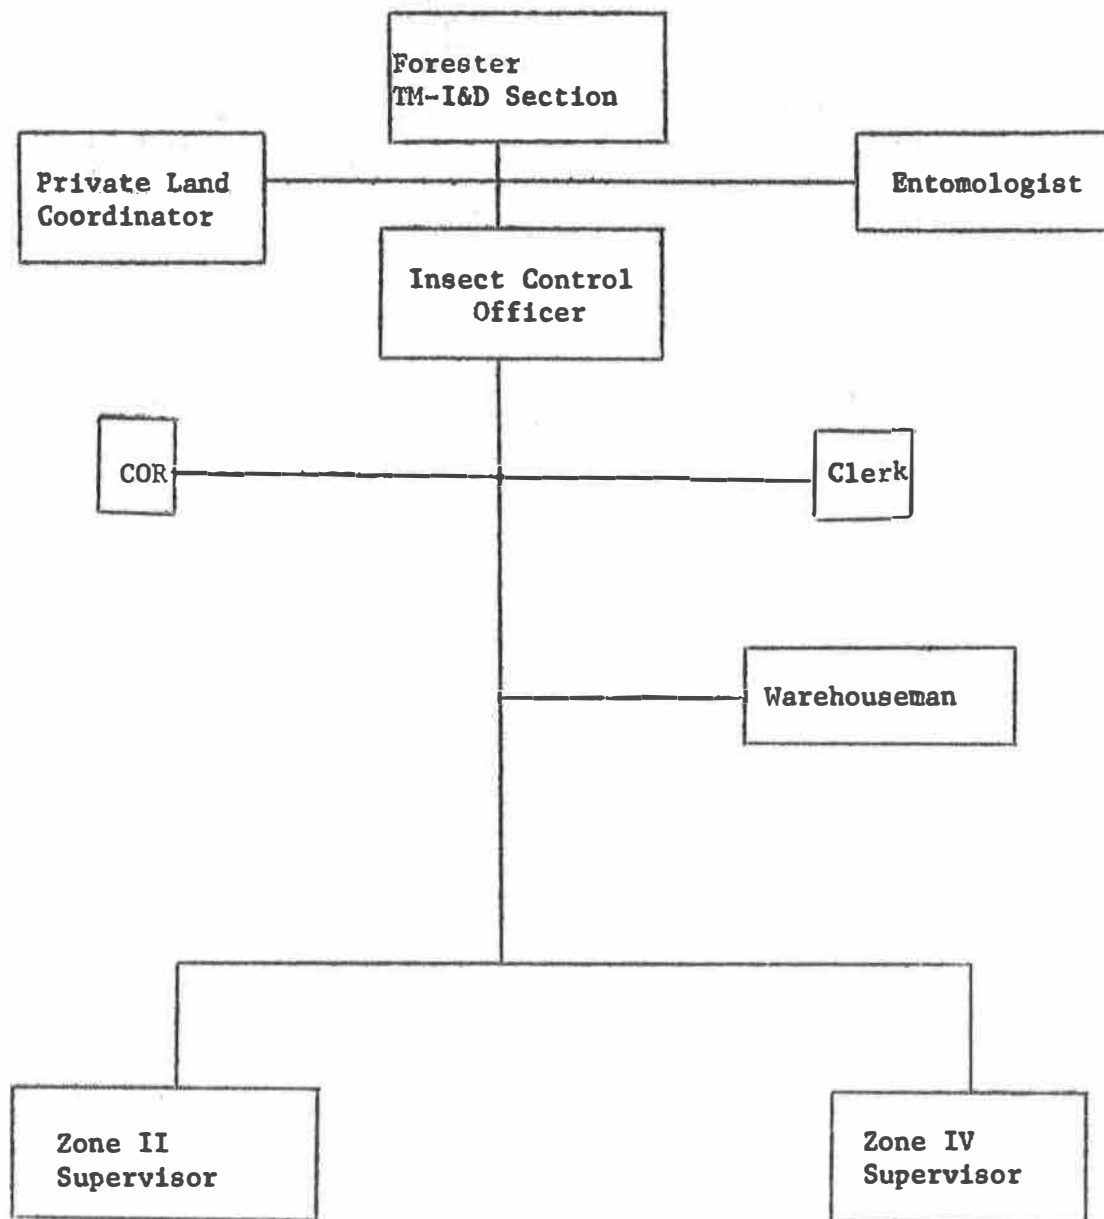 Forester
TM-I&D Section
Private Land
Coordinator
Entomologist
Insect Control
Officer
COR
Clerk
Warehouseman
Zone II
Supervisor
Zone IV
Supervisor